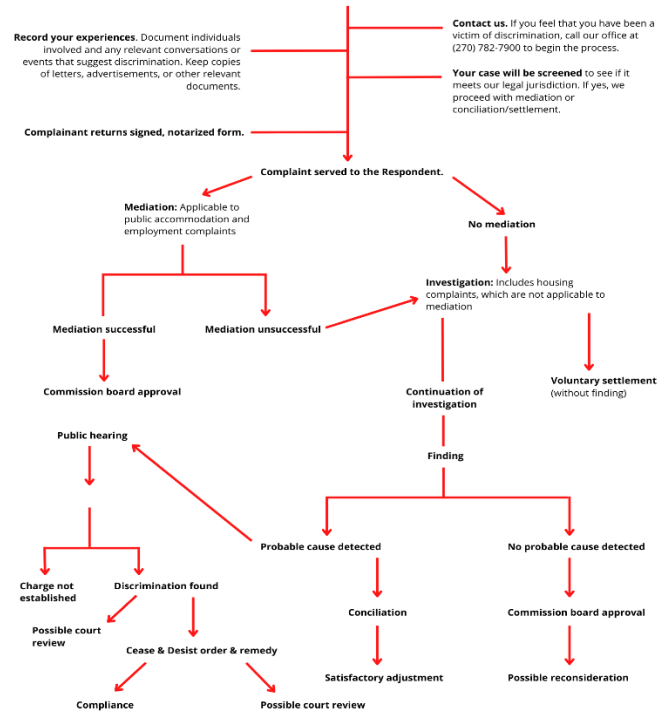 Record your experiences. Document individuals
involved and any relevant conversations or
events that suggest discrimination. Keep copies
of letters, advertisements, or other relevant
documents.
Contact us. If you feel that you have been a
victim of discrimination, call our office at
(270) 782-7900 to begin the process.
Your case will be screened to see if it
meets our legal jurisdiction. If yes, we
proceed with mediation or
conciliation/settlement.
Complainant returns signed, notarized form.
Complaint served to the Respondent.
Mediation: Applicable to
public accommodation and
employment complaints
No mediation
Investigation: Includes housing
complaints, which are not applicable to
mediation
Mediation successful
Mediation unsuccessful
Commission board approval
Continuation of
investigation
Voluntary settlement
(without finding)
Public hearing
Finding
Probable cause detected
No probable cause detected
Charge not
established
Discrimination found
Conciliation
Commission board approval
Possible court
review
Cease & Desist order & remedy
Satisfactory adjustment
Possible reconsideration
Compliance
Possible court review